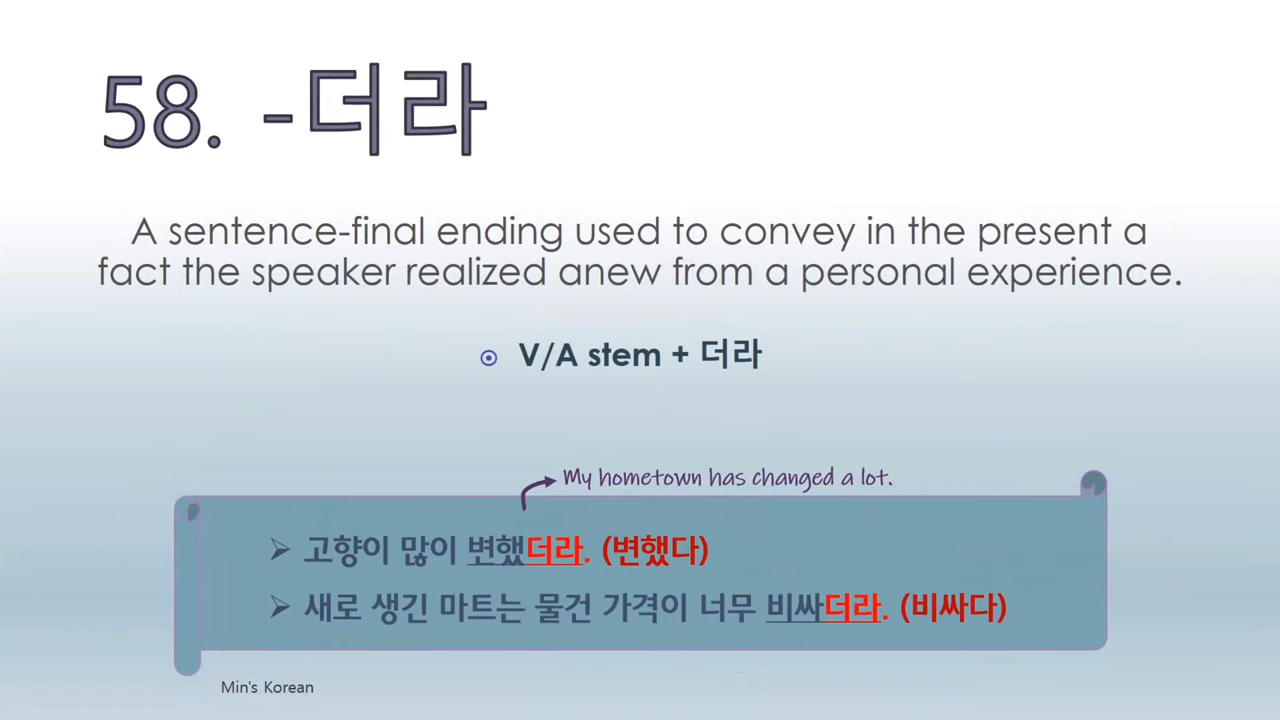 58. -더라
A sentence-final ending used to convey in the present a
fact the speaker realized anew from a personal experience.
V/A stem + 더라
My hometown has changed a lot.
고향이 많이 변했더라. (변했다)
새로 생긴 마트는 물건 가격이 너무 비싸더라. (비싸다)
Min's Korean